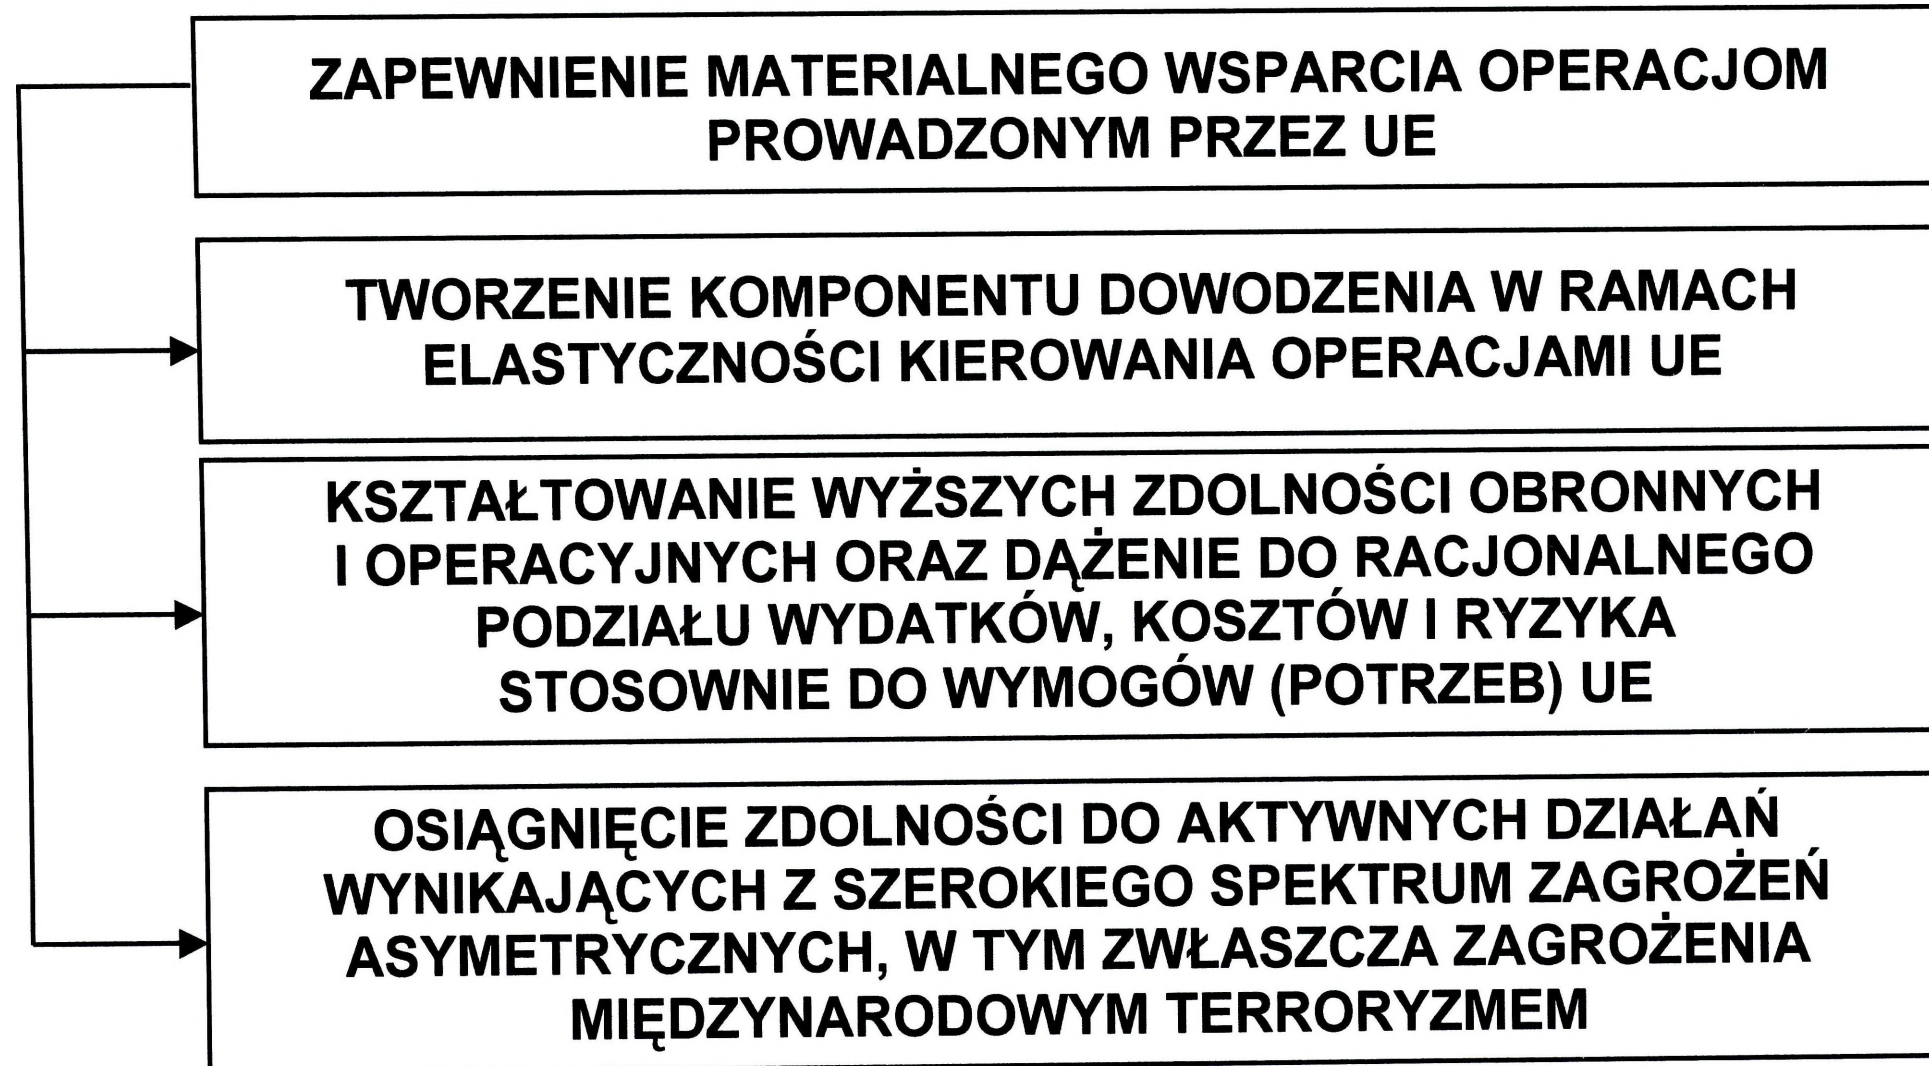 ZAPEWNIENIE MATERIALNEGO WSPARCIA OPERACJOM
PROWADZONYM PRZEZ UE
TWORZENIE KOMPONENTU DOWODZENIA W RAMACH
ELASTYCZNOŚCI KIEROWANIA OPERACJAMI UE
KSZTAŁTOWANIE WYŻSZYCH ZDOLNOŚCI OBRONNYCH
I OPERACYJNYCH ORAZ DĄŻENIE DO RACJONALNEGO
PODZIAŁU WYDATKÓW, KOSZTÓW I RYZYKA
STOSOWNIE DO WYMOGÓW (POTRZEB) UE
OSIĄGNIĘCIE ZDOLNOŚCI DO AKTYWNYCH DZIAŁAŃ
WYNIKAJĄCYCH Z SZEROKIEGO SPEKTRUM ZAGROŻEŃ
ASYMETRYCZNYCH, W TYM ZWŁASZCZA ZAGROŻENIA
MIĘDZYNARODOWYM TERRORYZMEM